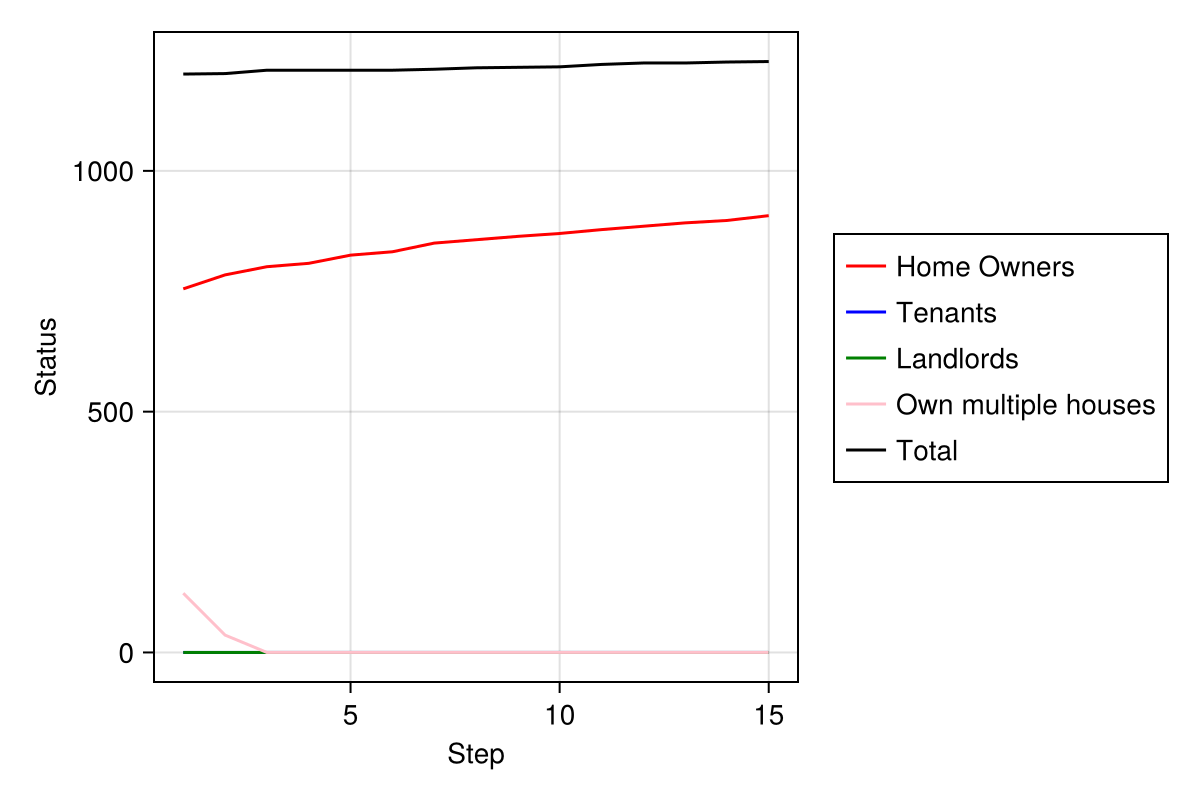 1000
500
0
Status
5 10 15
Step
Home Owners
Tenants
Landlords
Own multiple houses
Total